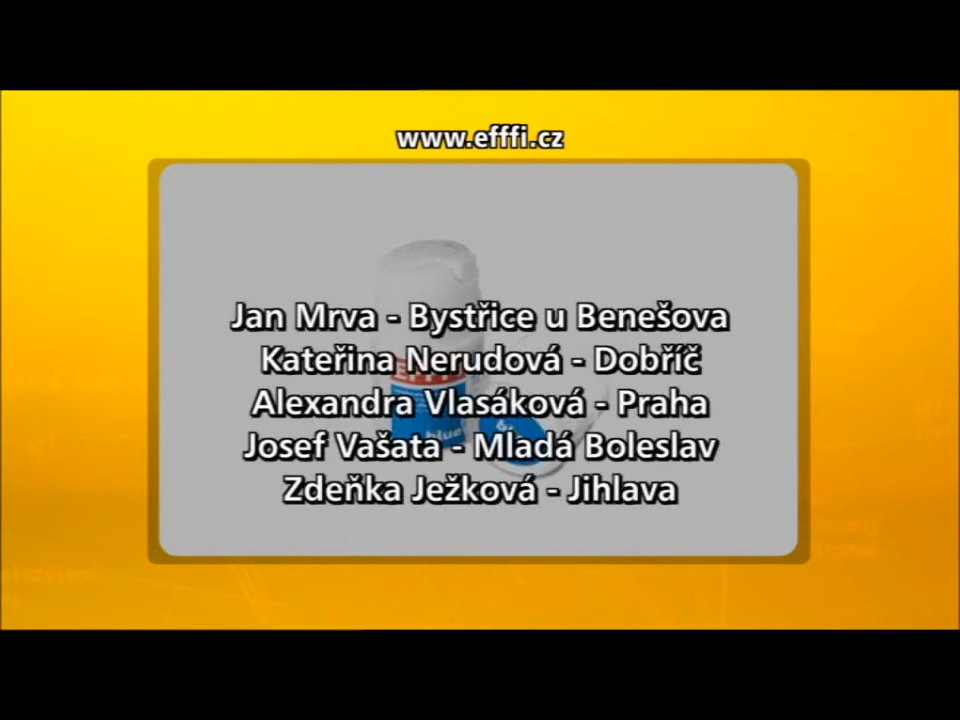 www.efffi.cz
Jan Mrva - Bystřice u Benešova
Kateřina Nerudová - Dobříč
Alexandra Vlasáková - Praha
Josef Vašata - Mladá Boleslav
Zdeňka Ježková - Jihlava
blue